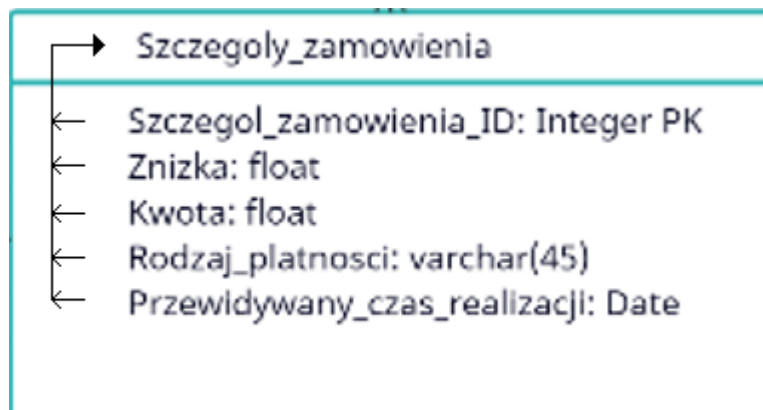 Szczegoly_zamowienia
Szczegol_zamowienia_ID: Integer PK
Znizka: float
Kwota: float
Rodzaj_platnosci: varchar(45)
Przewidywany_czas_realizacji: Date